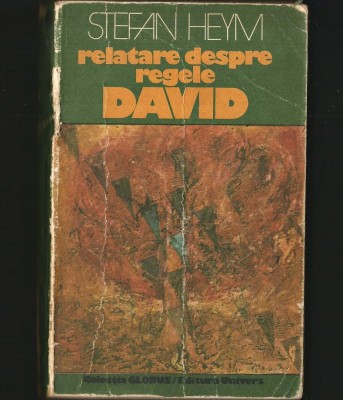 STEFAN HEYM
relatare despre
regele
DAVID
Colecția GLOBUS / Editura Univers